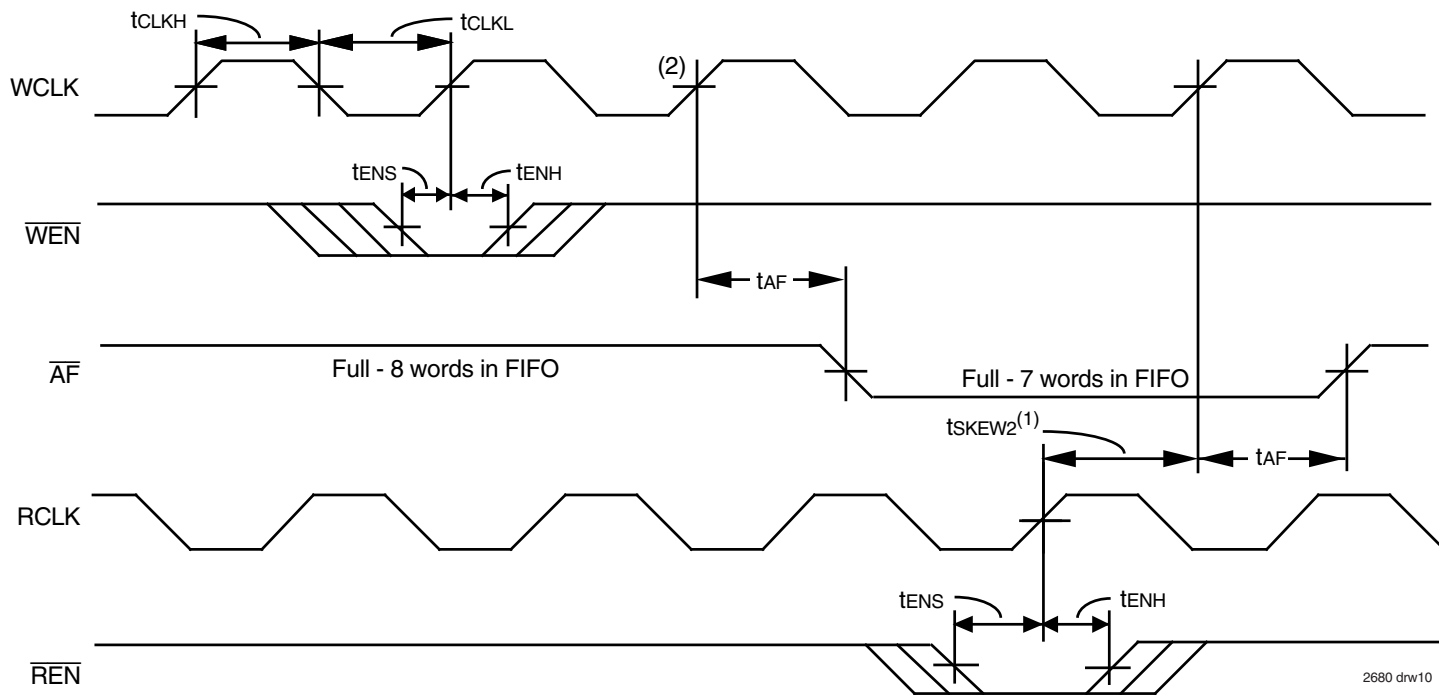 tCLKH
tCLKL
WCLK
(2)
tENS
tENH
WEN
tAF
AF
Full - 8 words in FIFO
Full - 7 words in FIFO
tSKEW2(1)
tAF
RCLK
tENS
tENH
REN
2680 drw10